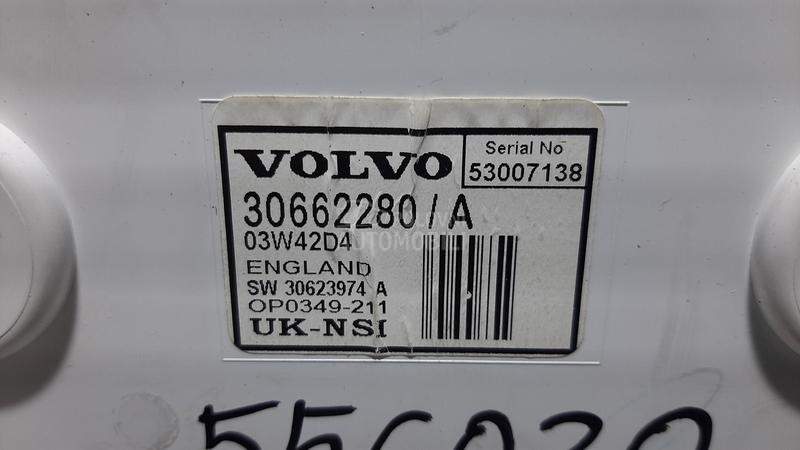 VOLVO
Serial No
53007138
30662280/A
03W42D4
ENGLAND
SW 30623974 A
OP0349-211
UK-NSI